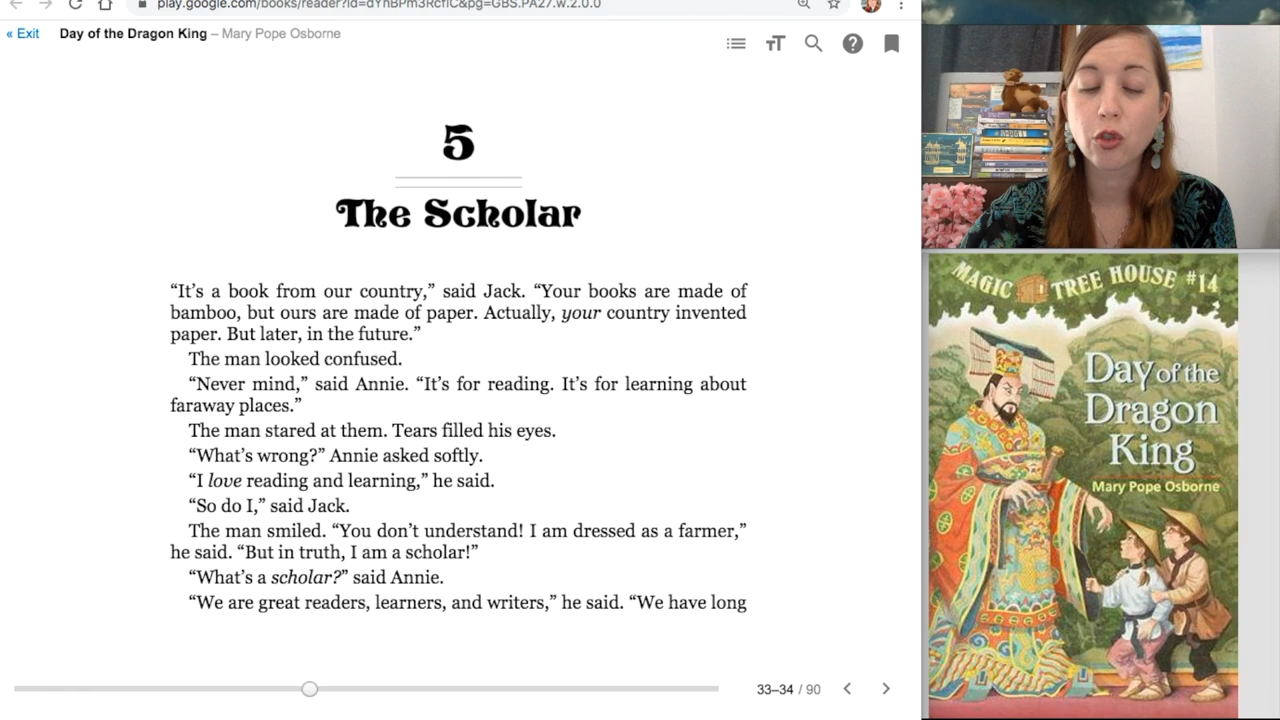 play.google.com/books/reader?id=dYnBPm3RcfIC&pg=GBS.PA27.w.2.0.0
« Exit Day of the Dragon King – Mary Pope Osborne
5
The Scholar
“It’s a book from our country,” said Jack. “Your books are made of
bamboo, but ours are made of paper. Actually, your country invented
paper. But later, in the future.”
The man looked confused.
“Never mind,” said Annie. “It’s for reading. It’s for learning about
faraway places.”
The man stared at them. Tears filled his eyes.
“What’s wrong?” Annie asked softly.
“I love reading and learning,” he said.
“So do I,” said Jack.
The man smiled. “You don’t understand! I am dressed as a farmer,”
he said. “But in truth, I am a scholar!”
“What’s a scholar?” said Annie.
“We are great readers, learners, and writers,” he said. “We have long
33–34 / 90
MAGIC TREE HOUSE #14
Day of the
Dragon
King
Mary Pope Osborne